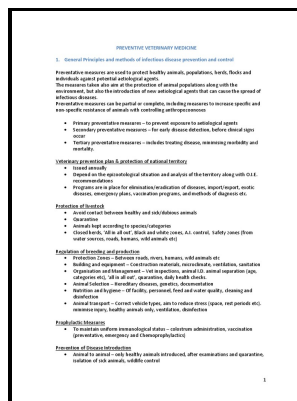 PREVENTIVE VETERINARY MEDICINE
1. General Principles and methods of infectious disease prevention and control
Preventative measures are used to protect healthy animals, populations, herds, flocks and
individuals against potential aetiological agents.
The measures taken also aim at the protection of animal populations along with the
environment, but also the introduction of new aetiological agents that can cause the spread of
infectious diseases.
Preventative measures can be partial or complete, including measures to increase specific and
non-specific resistance of animals with controlling anthropozoonoses
• Primary preventative measures – to prevent exposure to aetiological agents
• Secondary preventative measures – for early disease detection, before clinical signs
occur
• Tertiary preventative measures – includes treating disease, minimising morbidity and
mortality.
Veterinary prevention plan & protection of national territory
• Issued annually
• Depend on the epizootological situation and analysis of the territory along with O.I.E.
recommendations
• Programs are in place for elimination/eradication of diseases, import/export, exotic
diseases, emergency plans, vaccination programs, and methods of diagnosis etc.
Protection of livestock
• Avoid contact between healthy and sick/dubious animals
• Quarantine
• Animals kept according to species/categories
• Closed herds, 'All in all out', Black and white zones, A.I. control. Safety zones (from
water sources, roads, humans, wild animals etc)
Regulation of breeding and production
• Protection Zones – Between roads, rivers, humans, wild animals etc
• Building and equipment – Construction materials, microclimate, ventilation, sanitation
• Organisation and Management – Vet inspections, animal I.D. animal separation (age,
categories etc), 'all in all out', quarantine, daily health checks.
• Animal Selection – Hereditary diseases, genetics, documentation
• Nutrition and hygiene – Of facility, personnel, feed and water quality, cleaning and
disinfection
• Animal transport – Correct vehicle types, aim to reduce stress (space, rest periods etc).
minimise injury, healthy animals only, ventilation, disinfection
Prophylactic Measures
• To maintain uniform immunological status – colostrum administration, vaccination
(preventative, emergency and Chemoprophylactics)
Prevention of Disease Introduction
• Animal to animal – only healthy animals introduced, after examinations and quarantine,
isolation of sick animals, wildlife control
1